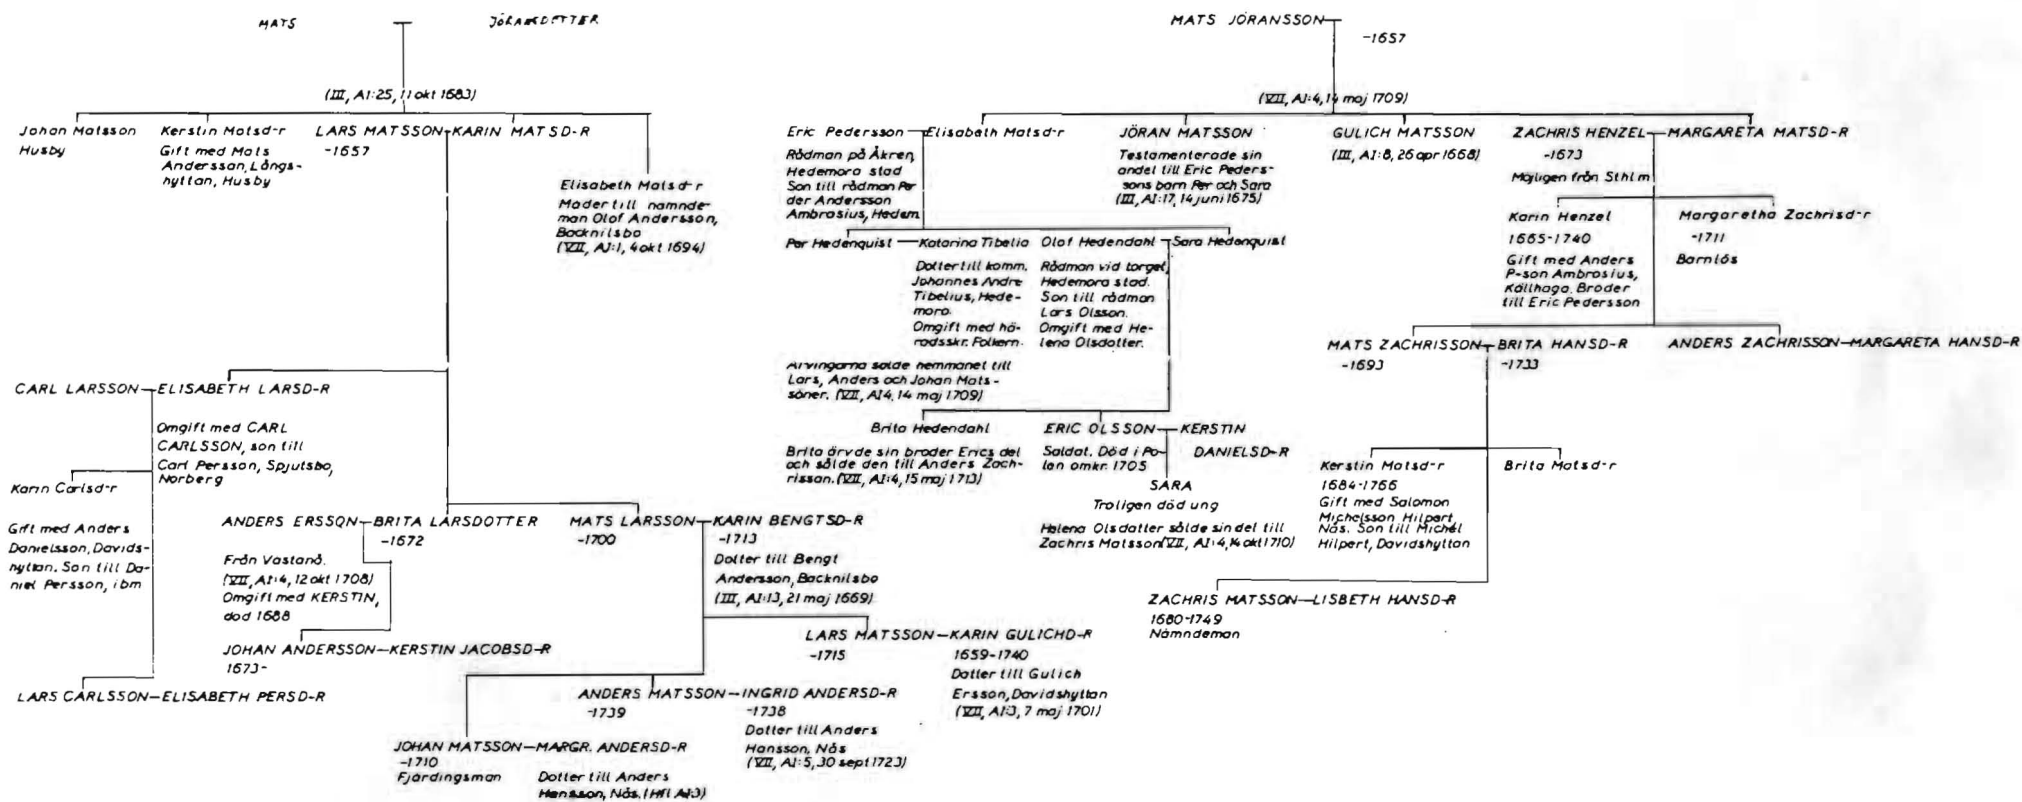 MATS
JÖRANSDOTTER
(III, AI:25, 11 okt 1683)
Johan Matsson
Husby
Kerstin Matsd-r
Gift med Mats
Andersson, Långs-
hyttan, Husby
LARS MATSSON—KARIN MATSD-R
-1657
Elisabeth Matsd-r
Moder till nämnde-
man Olof Andersson,
Backnilsbo
(VII, AI:1, 4 okt 1694)
CARL LARSSON—ELISABETH LARSD-R
Omgift med CARL
CARLSSON, son till
Carl Persson, Spjutsbo,
Norberg
Karin Carlsd-r
Gift med Anders
Danielsson, Davids-
hyttan. Son till Da-
niel Persson, ibm
ANDERS ERSSON—BRITA LARSDOTTER
-1672
Från Vastanå.
(VII, AI:4, 12 okt 1708)
Omgift med KERSTIN,
död 1688
MATS LARSSON—KARIN BENGTSD-R
-1700
-1713
Dotter till Bengt
Andersson, Backnilsbo
(III, AI:13, 21 maj 1669)
JOHAN ANDERSSON—KERSTIN JACOBSD-R
1673-
LARS CARLSSON—ELISABETH PERSD-R
LARS MATSSON—KARIN GULICHD-R
-1715
1659-1740
Dotter till Gulich
Ersson, Davidshyttan
(VII, AI:3, 7 maj 1701)
ANDERS MATSSON—INGRID ANDERSD-R
-1739
-1738
Dotter till Anders
Hansson, Näs
(VII, AI:5, 30 sept 1723)
JOHAN MATSSON—MARGR. ANDERSD-R
-1710
Fjärdingsman
Dotter till Anders
Hansson, Näs. (Hfl AI:3)
MATS JÖRANSSON
-1657
(VII, AI:4, 14 maj 1709)
Eric Pedersson—Elisabeth Matsd-r
Rådman på Åkren,
Hedemora stad
Son till rådman Per
der Andersson
Ambrosius, Hedem.
JÖRAN MATSSON
Testamenterade sin
andel till Eric Peders-
sons barn Per och Sara
(III, AI:17, 14 juni 1675)
GULICH MATSSON
(III, AI:8, 26 apr 1668)
ZACHRIS HENZEL—MARGARETA MATSD-R
-1673
Möjligen från Sthlm
Karin Henzel
1665-1740
Gift med Anders
P-son Ambrosius,
Källhaga. Broder
till Eric Pedersson
Margaretha Zachrisd-r
-1711
Barnlös
Per Hedenquist—Katarina Tibelia
Dotter till komm.
Johannes Andre
Tibelius, Hede-
mora.
Omgift med hä-
radsskr. Folkern.
Olof Hedendahl—Sara Hedenquist
Rådman vid torget,
Hedemora stad.
Son till rådman
Lars Olsson.
Omgift med He-
lena Olsdotter.
Arvingarna sålde hemmanet till
Lars, Anders och Johan Mats-
söner. (VII, AI4, 14 maj 1709)
MATS ZACHRISSON—BRITA HANSD-R
-1693
-1733
ANDERS ZACHRISSON—MARGARETA HANSD-R
Brita Hedendahl
Brita ärvde sin broder Erics del
och sålde den till Anders Zach-
rissan. (VII, AI:4, 15 maj 1713)
ERIC OLSSON—KERSTIN
DANIELSD-R
Soldat. Död i Po-
len omkr. 1705
SARA
Troligen död ung
Helena Olsdotter sålde sin del till
Zachris Matsson (VII, AI:4, 14 okt 1710)
Kerstin Matsd-r
1684-1766
Gift med Salomon
Michelsson Hilpert,
Näs. Son till Michel
Hilpert, Davidshyttan
Brita Matsd-r
ZACHRIS MATSSON—LISBETH HANSD-R
1680-1749
Nämndeman